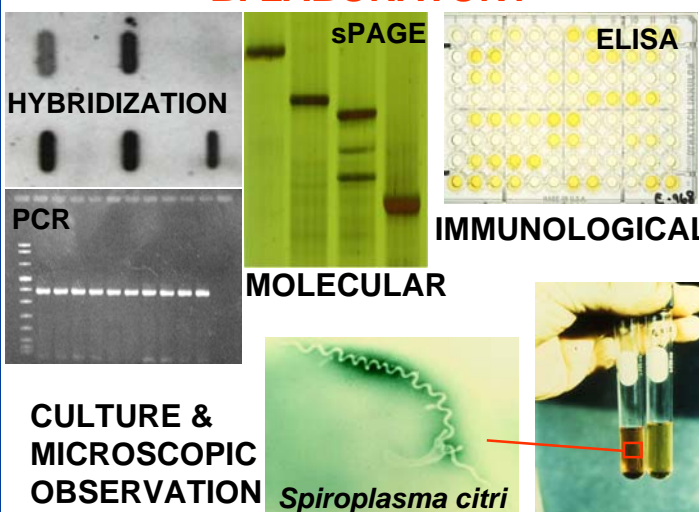 HYBRIDIZATION
sPAGE
ELISA
PCR
IMMUNOLOGICAL
MOLECULAR
CULTURE &
MICROSCOPIC
OBSERVATION
Spiroplasma citri